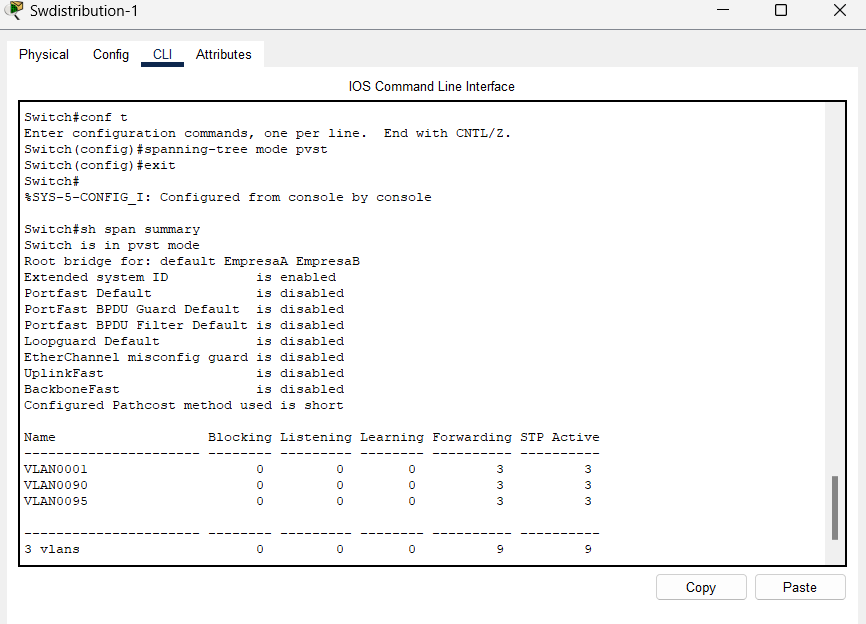 Swdistribution-1
Physical Config CLI Attributes
IOS Command Line Interface
Switch#conf t
Enter configuration commands, one per line.  End with CNTL/Z.
Switch(config)#spanning-tree mode pvst
Switch(config)#exit
Switch#
%SYS-5-CONFIG_I: Configured from console by console
Switch#sh span summary
Switch is in pvst mode
Root bridge for: default EmpresaA EmpresaB
Extended system ID           is enabled
Portfast Default             is disabled
PortFast BPDU Guard Default  is disabled
Portfast BPDU Filter Default is disabled
Loopguard Default            is disabled
EtherChannel misconfig guard is disabled
UplinkFast                   is disabled
BackboneFast                 is disabled
Configured Pathcost method used is short
Name                   Blocking Listening Learning Forwarding STP Active
---------------------- -------- --------- -------- ---------- ----------
VLAN0001                     0         0        0          3          3
VLAN0090                     0         0        0          3          3
VLAN0095                     0         0        0          3          3
---------------------- -------- --------- -------- ---------- ----------
3 vlans                      0         0        0          9          9
Copy Paste